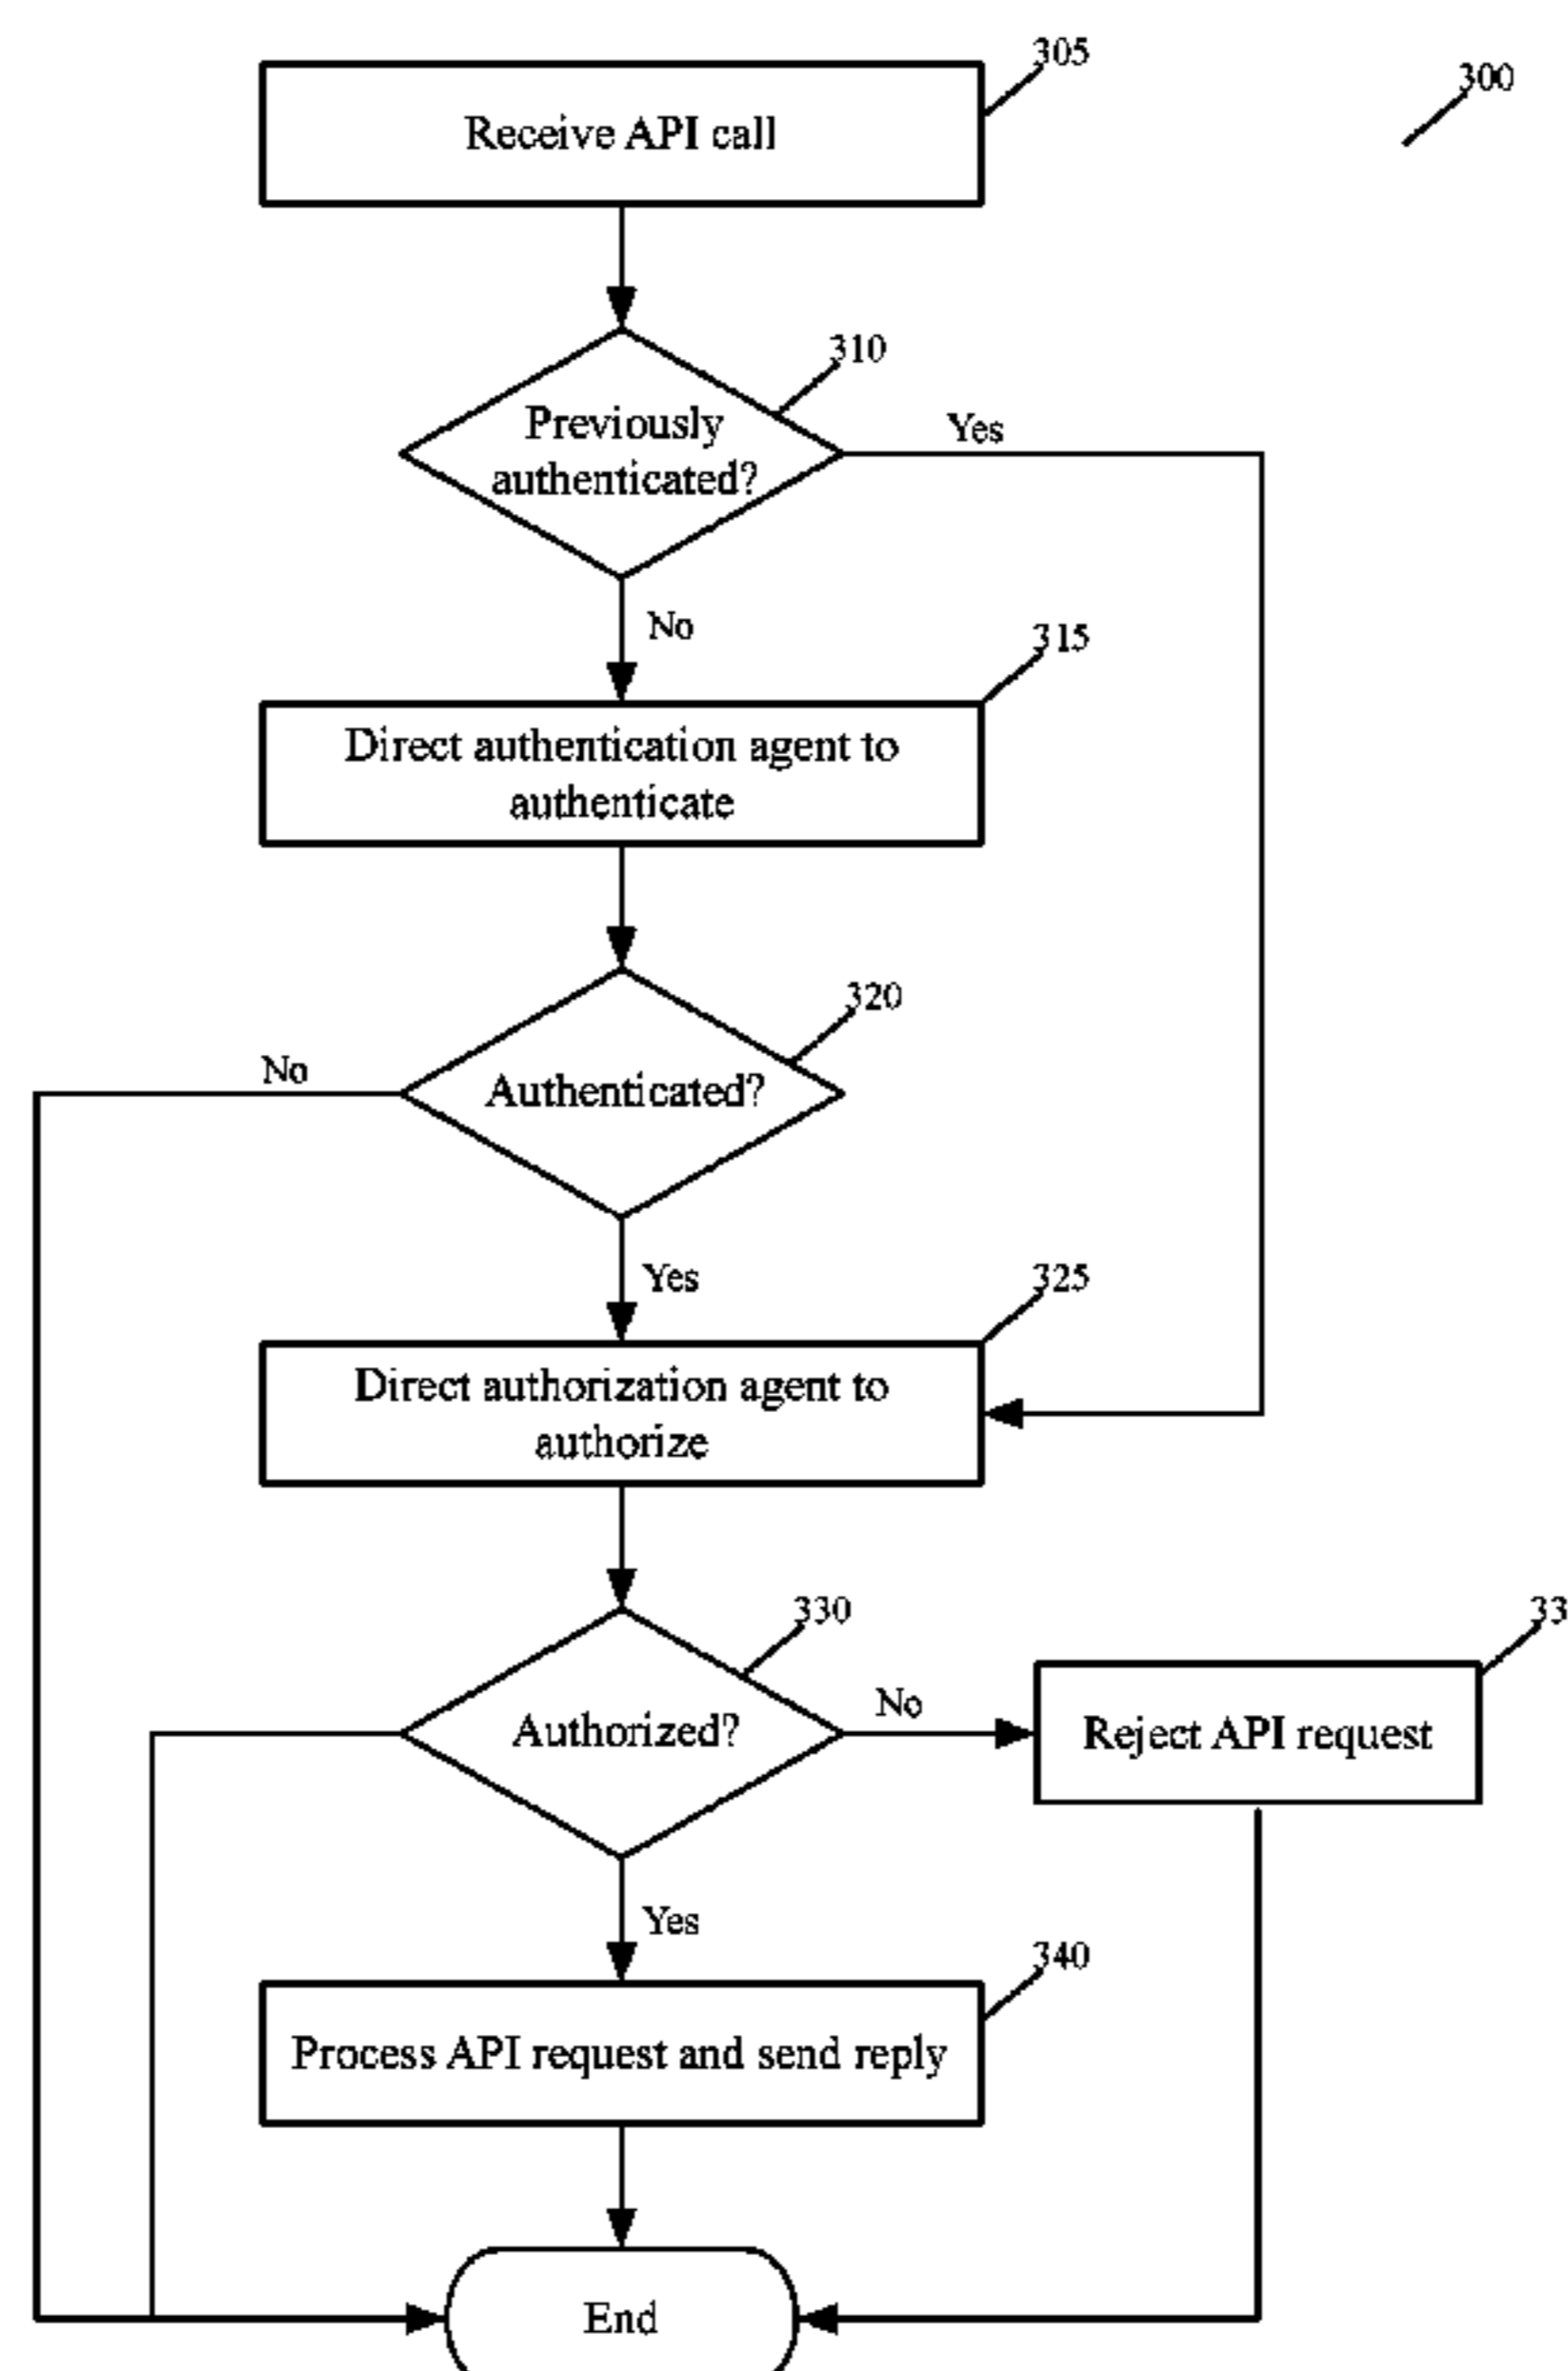 305
300
Receive API call
310
Previously
authenticated?
Yes
No
315
Direct authentication agent to
authenticate
320
No
Authenticated?
Yes
325
Direct authorization agent to
authorize
330
33
Authorized?
No
Reject API request
Yes
340
Process API request and send reply
End